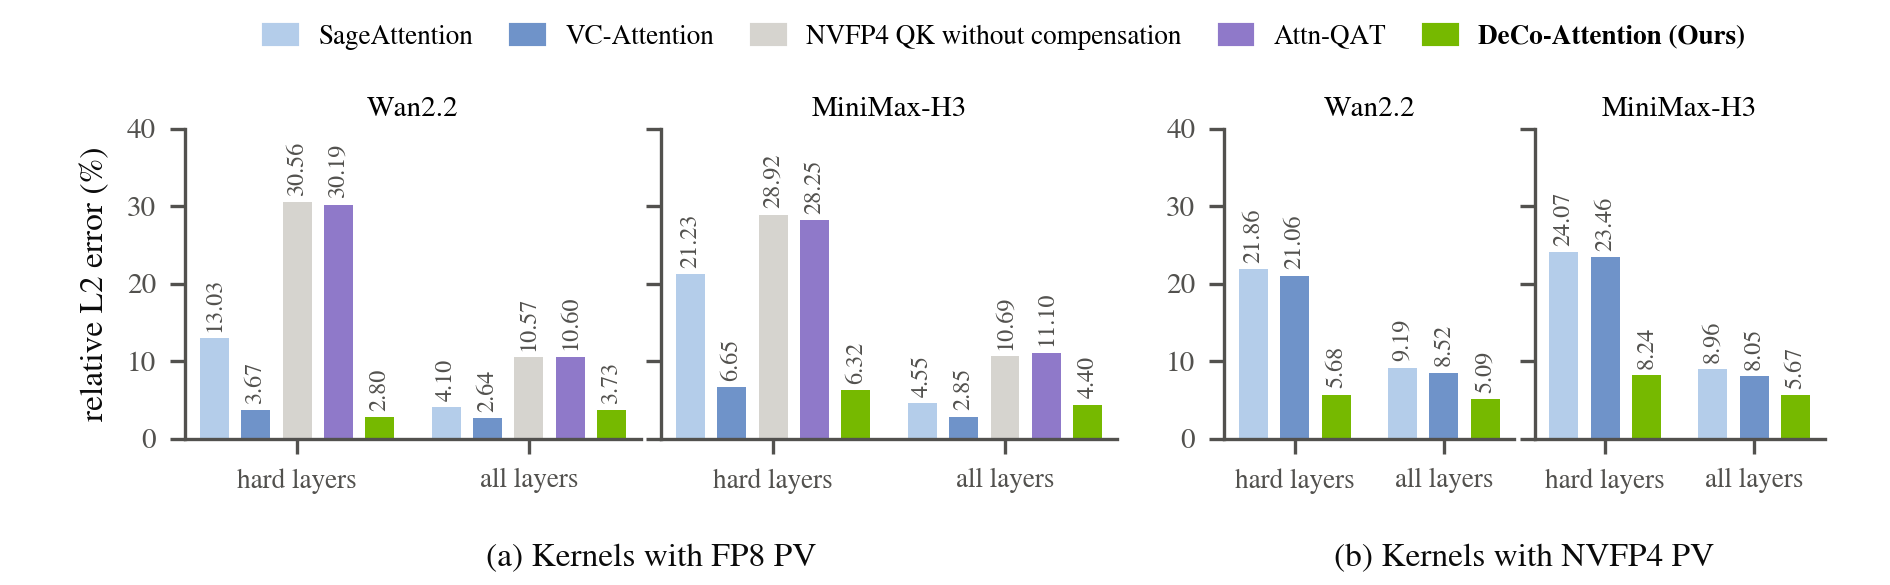 SageAttention VC-Attention NVFP4 QK without compensation Attn-QAT DeCo-Attention (Ours)
Wan2.2
relative L2 error (%)
40
30
20
10
0
13.03
3.67
30.56
30.19
2.80
4.10
2.64
10.57
10.60
3.73
hard layers
all layers
MiniMax-H3
21.23
6.65
28.92
28.25
6.32
4.55
2.85
10.69
11.10
4.40
hard layers
all layers
(a) Kernels with FP8 PV
Wan2.2
40
30
20
10
0
21.86
21.06
5.68
9.19
8.52
5.09
hard layers
all layers
MiniMax-H3
24.07
23.46
8.24
8.96
8.05
5.67
hard layers
all layers
(b) Kernels with NVFP4 PV